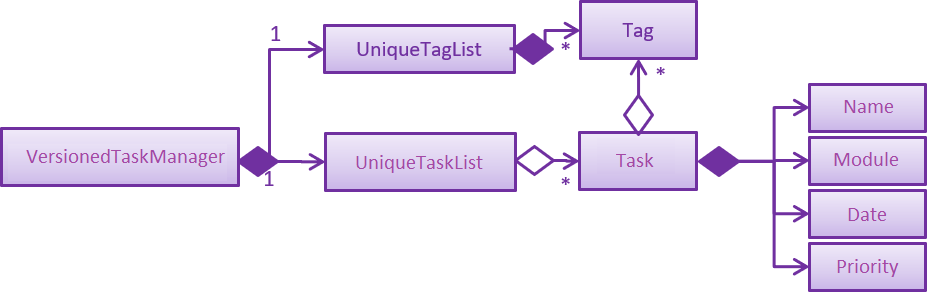 1
UniqueTagList
*
Tag
*
VersionedTaskManager
1
UniqueTaskList
*
Task
Name
Module
Date
Priority